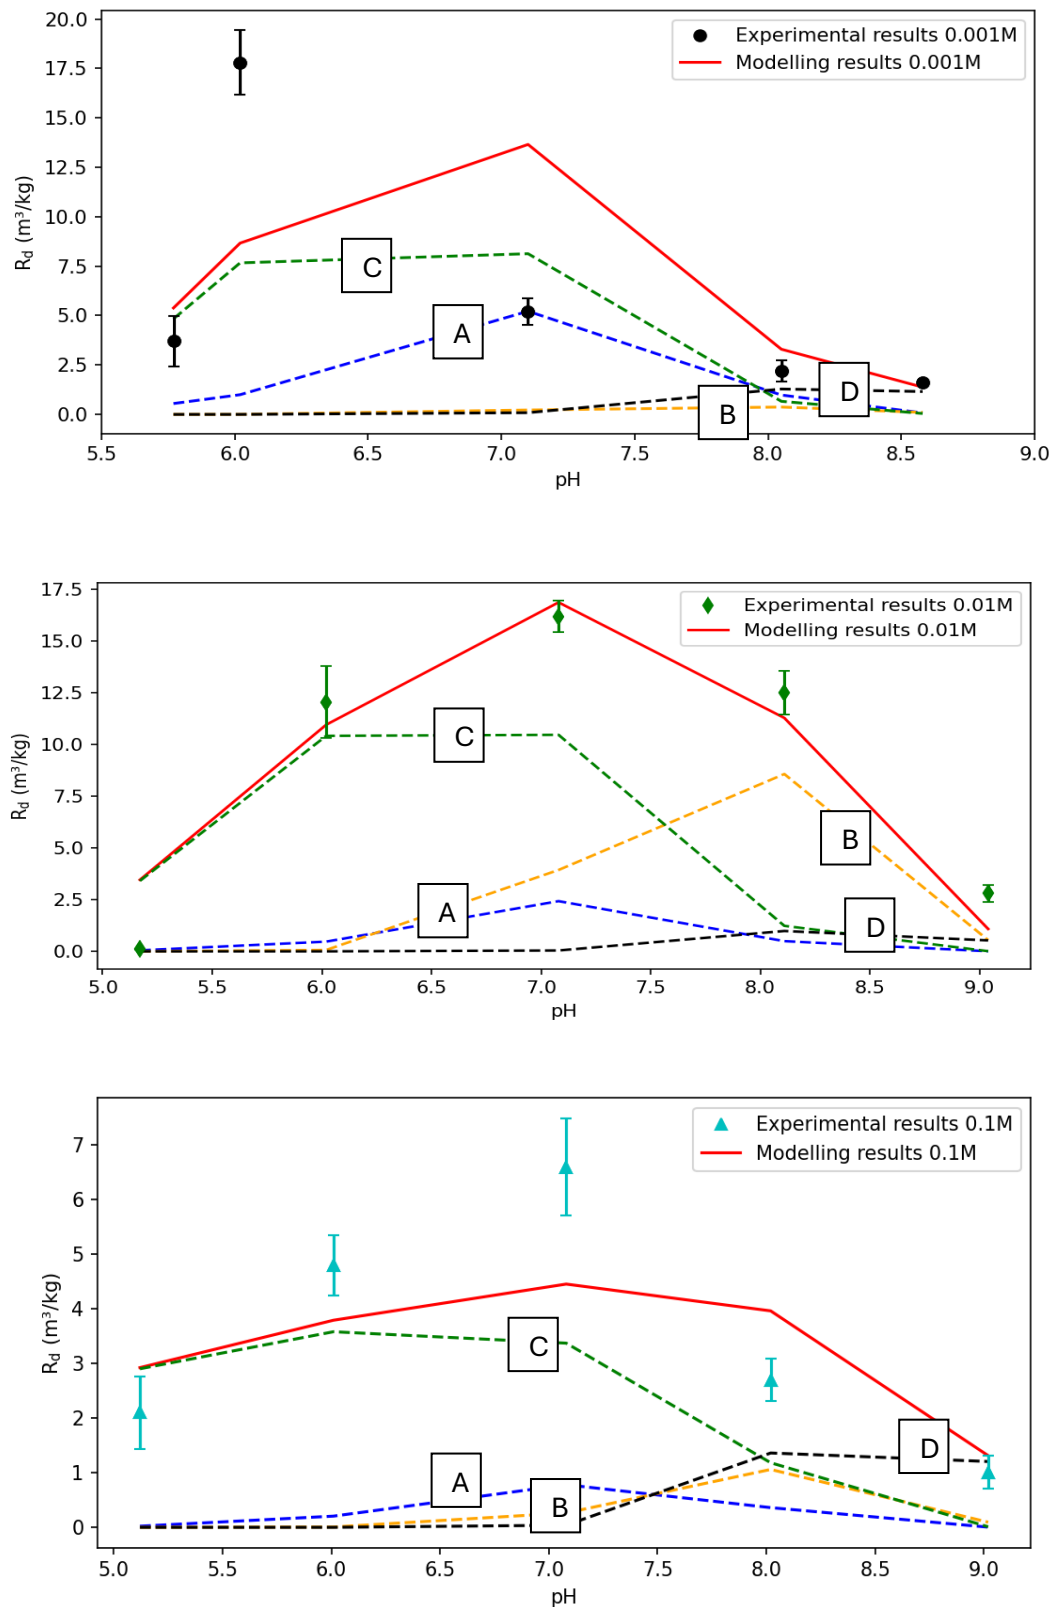 20.0
17.5
15.0
12.5
10.0
7.5
5.0
2.5
0.0
R_d (m³/kg)
Experimental results 0.001M
Modelling results 0.001M
C
A
D
B
5.5 6.0 6.5 7.0 7.5 8.0 8.5 9.0
pH
17.5
15.0
12.5
10.0
7.5
5.0
2.5
0.0
R_d (m³/kg)
Experimental results 0.01M
Modelling results 0.01M
C
B
A
D
5.0 5.5 6.0 6.5 7.0 7.5 8.0 8.5 9.0
pH
7
6
5
4
3
2
1
0
R_d (m³/kg)
Experimental results 0.1M
Modelling results 0.1M
C
D
A
B
5.0 5.5 6.0 6.5 7.0 7.5 8.0 8.5 9.0
pH